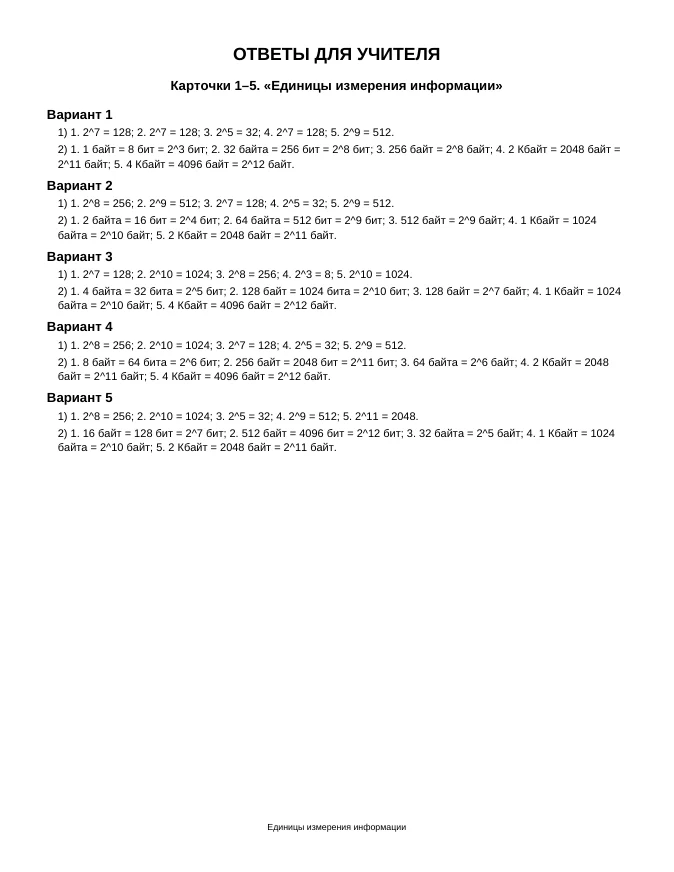 ОТВЕТЫ ДЛЯ УЧИТЕЛЯ
Карточки 1–5. «Единицы измерения информации»
Вариант 1
1) 1. 2^7 = 128; 2. 2^7 = 128; 3. 2^5 = 32; 4. 2^7 = 128; 5. 2^9 = 512.
2) 1. 1 байт = 8 бит = 2^3 бит; 2. 32 байта = 256 бит = 2^8 бит; 3. 256 байт = 2^8 байт; 4. 2 Кбайт = 2048 байт =
2^11 байт; 5. 4 Кбайт = 4096 байт = 2^12 байт.
Вариант 2
1) 1. 2^8 = 256; 2. 2^9 = 512; 3. 2^7 = 128; 4. 2^5 = 32; 5. 2^9 = 512.
2) 1. 2 байта = 16 бит = 2^4 бит; 2. 64 байта = 512 бит = 2^9 бит; 3. 512 байт = 2^9 байт; 4. 1 Кбайт = 1024
байта = 2^10 байт; 5. 2 Кбайт = 2048 байт = 2^11 байт.
Вариант 3
1) 1. 2^7 = 128; 2. 2^10 = 1024; 3. 2^8 = 256; 4. 2^3 = 8; 5. 2^10 = 1024.
2) 1. 4 байта = 32 бита = 2^5 бит; 2. 128 байт = 1024 бита = 2^10 бит; 3. 128 байт = 2^7 байт; 4. 1 Кбайт = 1024
байта = 2^10 байт; 5. 4 Кбайт = 4096 байт = 2^12 байт.
Вариант 4
1) 1. 2^8 = 256; 2. 2^10 = 1024; 3. 2^7 = 128; 4. 2^5 = 32; 5. 2^9 = 512.
2) 1. 8 байт = 64 бита = 2^6 бит; 2. 256 байт = 2048 бит = 2^11 бит; 3. 64 байта = 2^6 байт; 4. 2 Кбайт = 2048
байт = 2^11 байт; 5. 4 Кбайт = 4096 байт = 2^12 байт.
Вариант 5
1) 1. 2^8 = 256; 2. 2^10 = 1024; 3. 2^5 = 32; 4. 2^9 = 512; 5. 2^11 = 2048.
2) 1. 16 байт = 128 бит = 2^7 бит; 2. 512 байт = 4096 бит = 2^12 бит; 3. 32 байта = 2^5 байт; 4. 1 Кбайт = 1024
байта = 2^10 байт; 5. 2 Кбайт = 2048 байт = 2^11 байт.
Единицы измерения информации